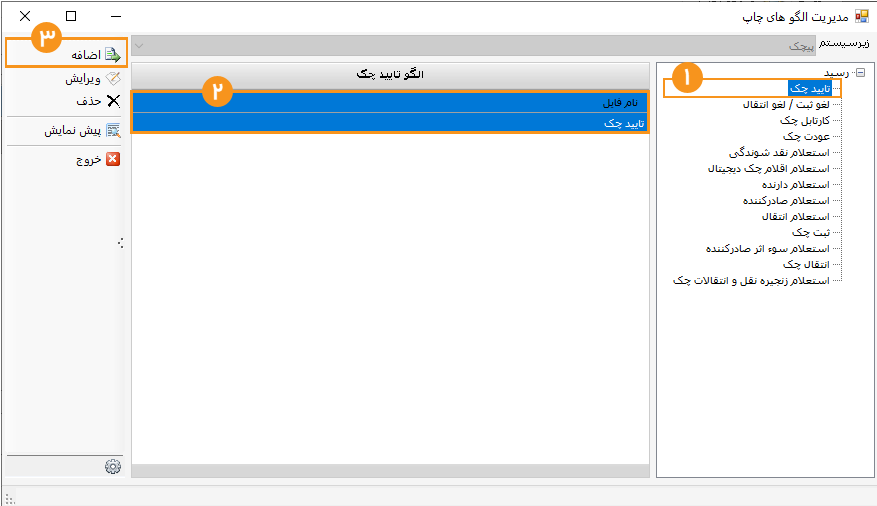 مدیریت الگو های چاپ
زیرسیستم
پیچک
رسید
۱
تایید چک
لغو ثبت / لغو انتقال
کارتابل چک
عودت چک
استعلام نقد شوندگی
استعلام اقلام چک دیجیتال
استعلام دارنده
استعلام صادرکننده
استعلام انتقال
ثبت چک
استعلام سوء اثر صادرکننده
انتقال چک
استعلام زنجیره نقل و انتقالات چک
الگو تایید چک
۲
نام فایل
تایید چک
۳
اضافه
ویرایش
حذف
پیش نمایش
خروج